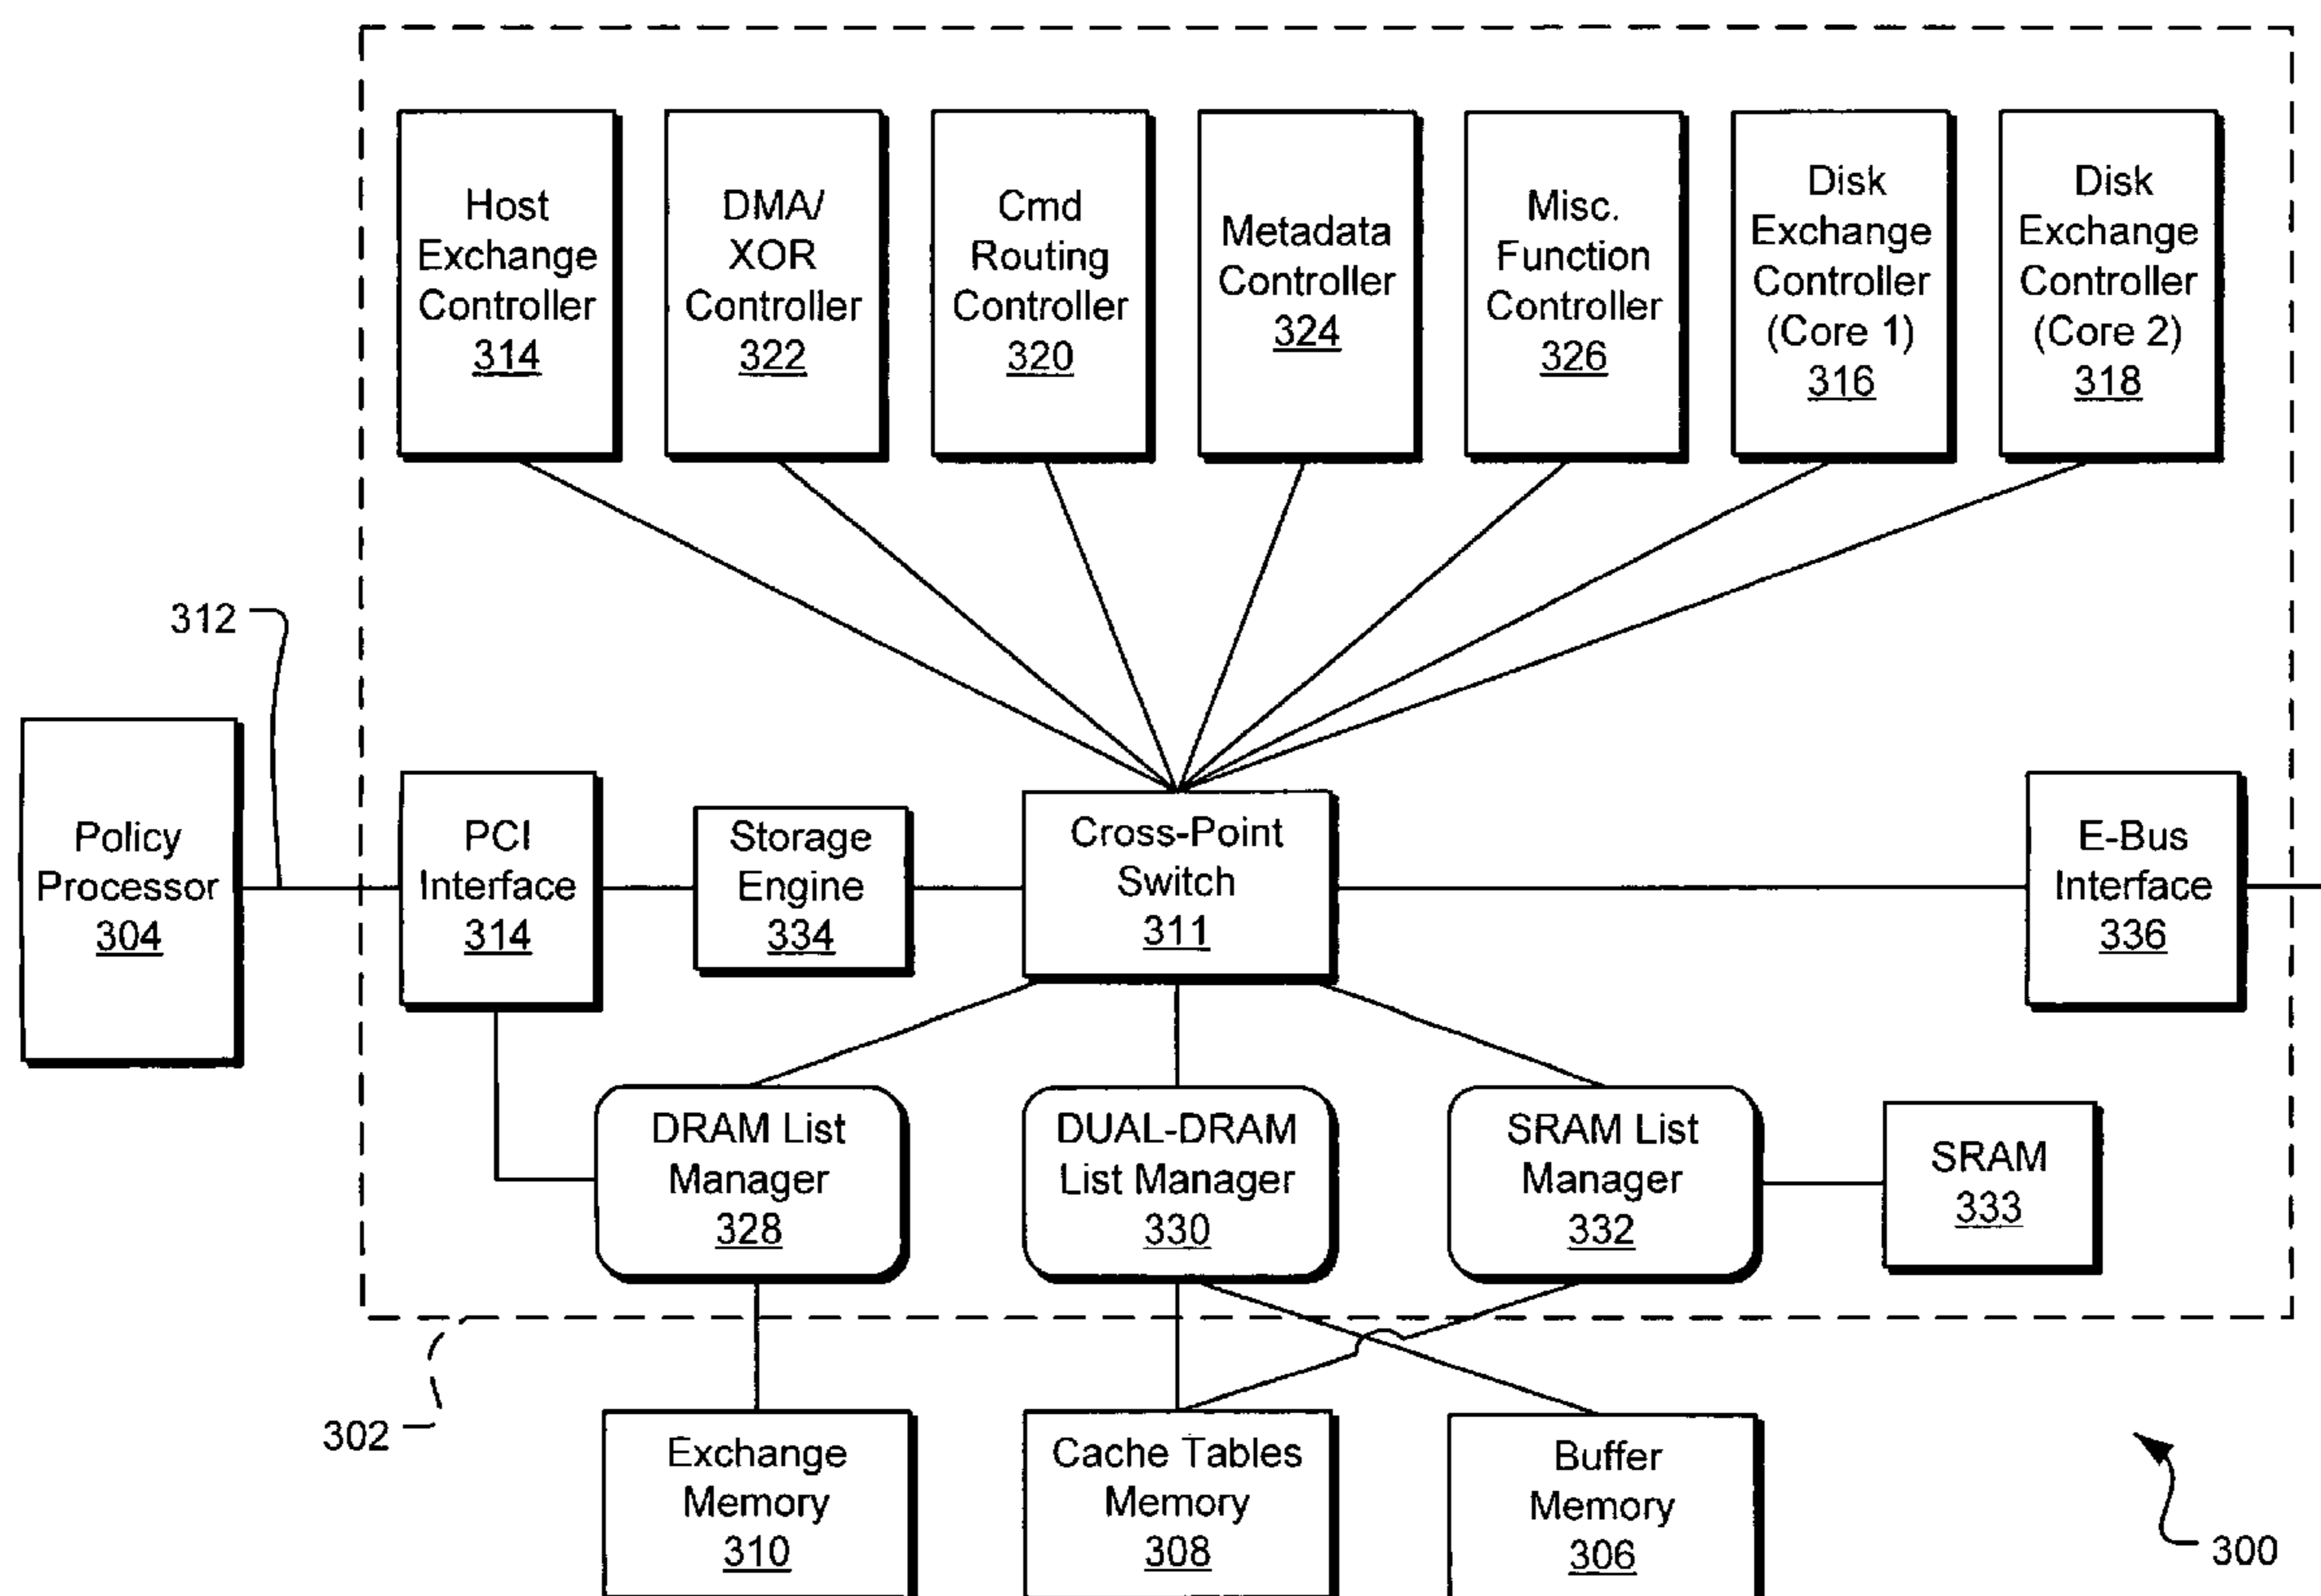 Host
Exchange
Controller
314
DMA/
XOR
Controller
322
Cmd
Routing
Controller
320
Metadata
Controller
324
Misc.
Function
Controller
326
Disk
Exchange
Controller
(Core 1)
316
Disk
Exchange
Controller
(Core 2)
318
312
Policy
Processor
304
PCI
Interface
314
Storage
Engine
334
Cross-Point
Switch
311
E-Bus
Interface
336
DRAM List
Manager
328
DUAL-DRAM
List Manager
330
SRAM List
Manager
332
SRAM
333
302
Exchange
Memory
310
Cache Tables
Memory
308
Buffer
Memory
306
300